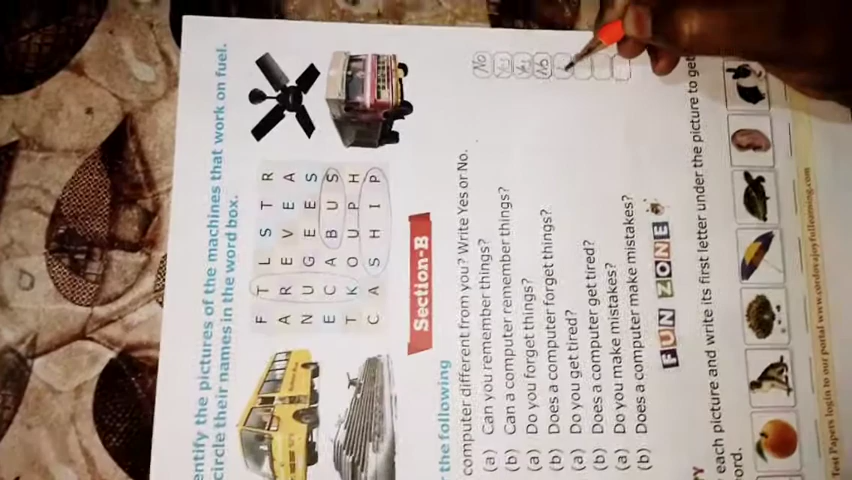 entify the pictures of the machines that work on fuel.
circle their names in the word box.
F T L S T R
A R E V E A
N U G E E S
E C A B U S
T K O U P H
C A S H I P
Section-B
the following
computer different from you? Write Yes or No.
(a) Can you remember things? No
(b) Can a computer remember things? Yes
(a) Do you forget things? Yes
(b) Does a computer forget things? No
(a) Do you get tired?
(b) Does a computer get tired?
(a) Do you make mistakes?
(b) Does a computer make mistakes?
FUN ZONE
each picture and write its first letter under the picture to get
ord.
Test Papers login to our portal www.cordovajoyfullearning.com